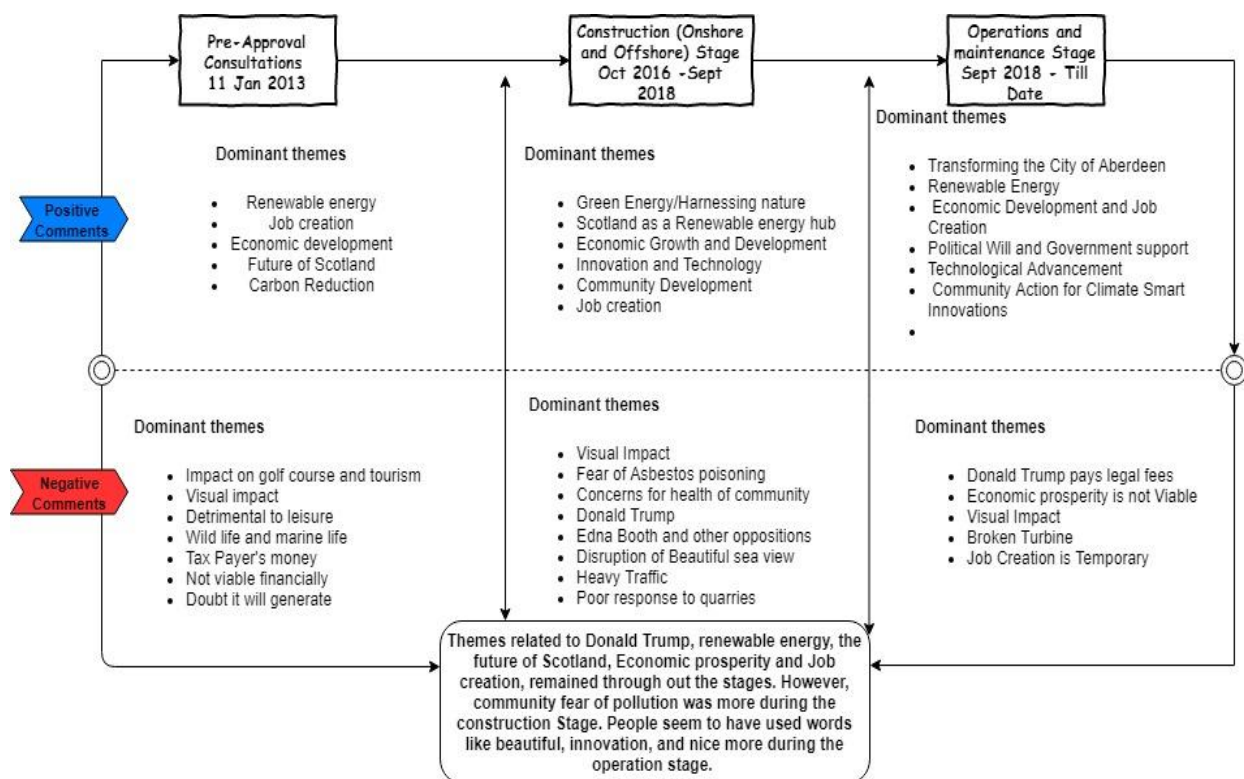 Pre-Approval
Consultations
11 Jan 2013
Construction (Onshore
and Offshore) Stage
Oct 2016 -Sept
2018
Operations and
maintenance Stage
Sept 2018 - Till
Date
Positive
Comments
Dominant themes
Renewable energy
Job creation
Economic development
Future of Scotland
Carbon Reduction
Dominant themes
Green Energy/Harnessing nature
Scotland as a Renewable energy hub
Economic Growth and Development
Innovation and Technology
Community Development
Job creation
Dominant themes
Transforming the City of Aberdeen
Renewable Energy
Economic Development and Job
Creation
Political Will and Government support
Technological Advancement
Community Action for Climate Smart
Innovations
Negative
Comments
Dominant themes
Impact on golf course and tourism
Visual impact
Detrimental to leisure
Wild life and marine life
Tax Payer's money
Not viable financially
Doubt it will generate
Dominant themes
Visual Impact
Fear of Asbestos poisoning
Concerns for health of community
Donald Trump
Edna Booth and other oppositions
Disruption of Beautiful sea view
Heavy Traffic
Poor response to quarries
Dominant themes
Donald Trump pays legal fees
Economic prosperity is not Viable
Visual Impact
Broken Turbine
Job Creation is Temporary
Themes related to Donald Trump, renewable energy, the
future of Scotland, Economic prosperity and Job
creation, remained through out the stages. However,
community fear of pollution was more during the
construction Stage. People seem to have used words
like beautiful, innovation, and nice more during the
operation stage.